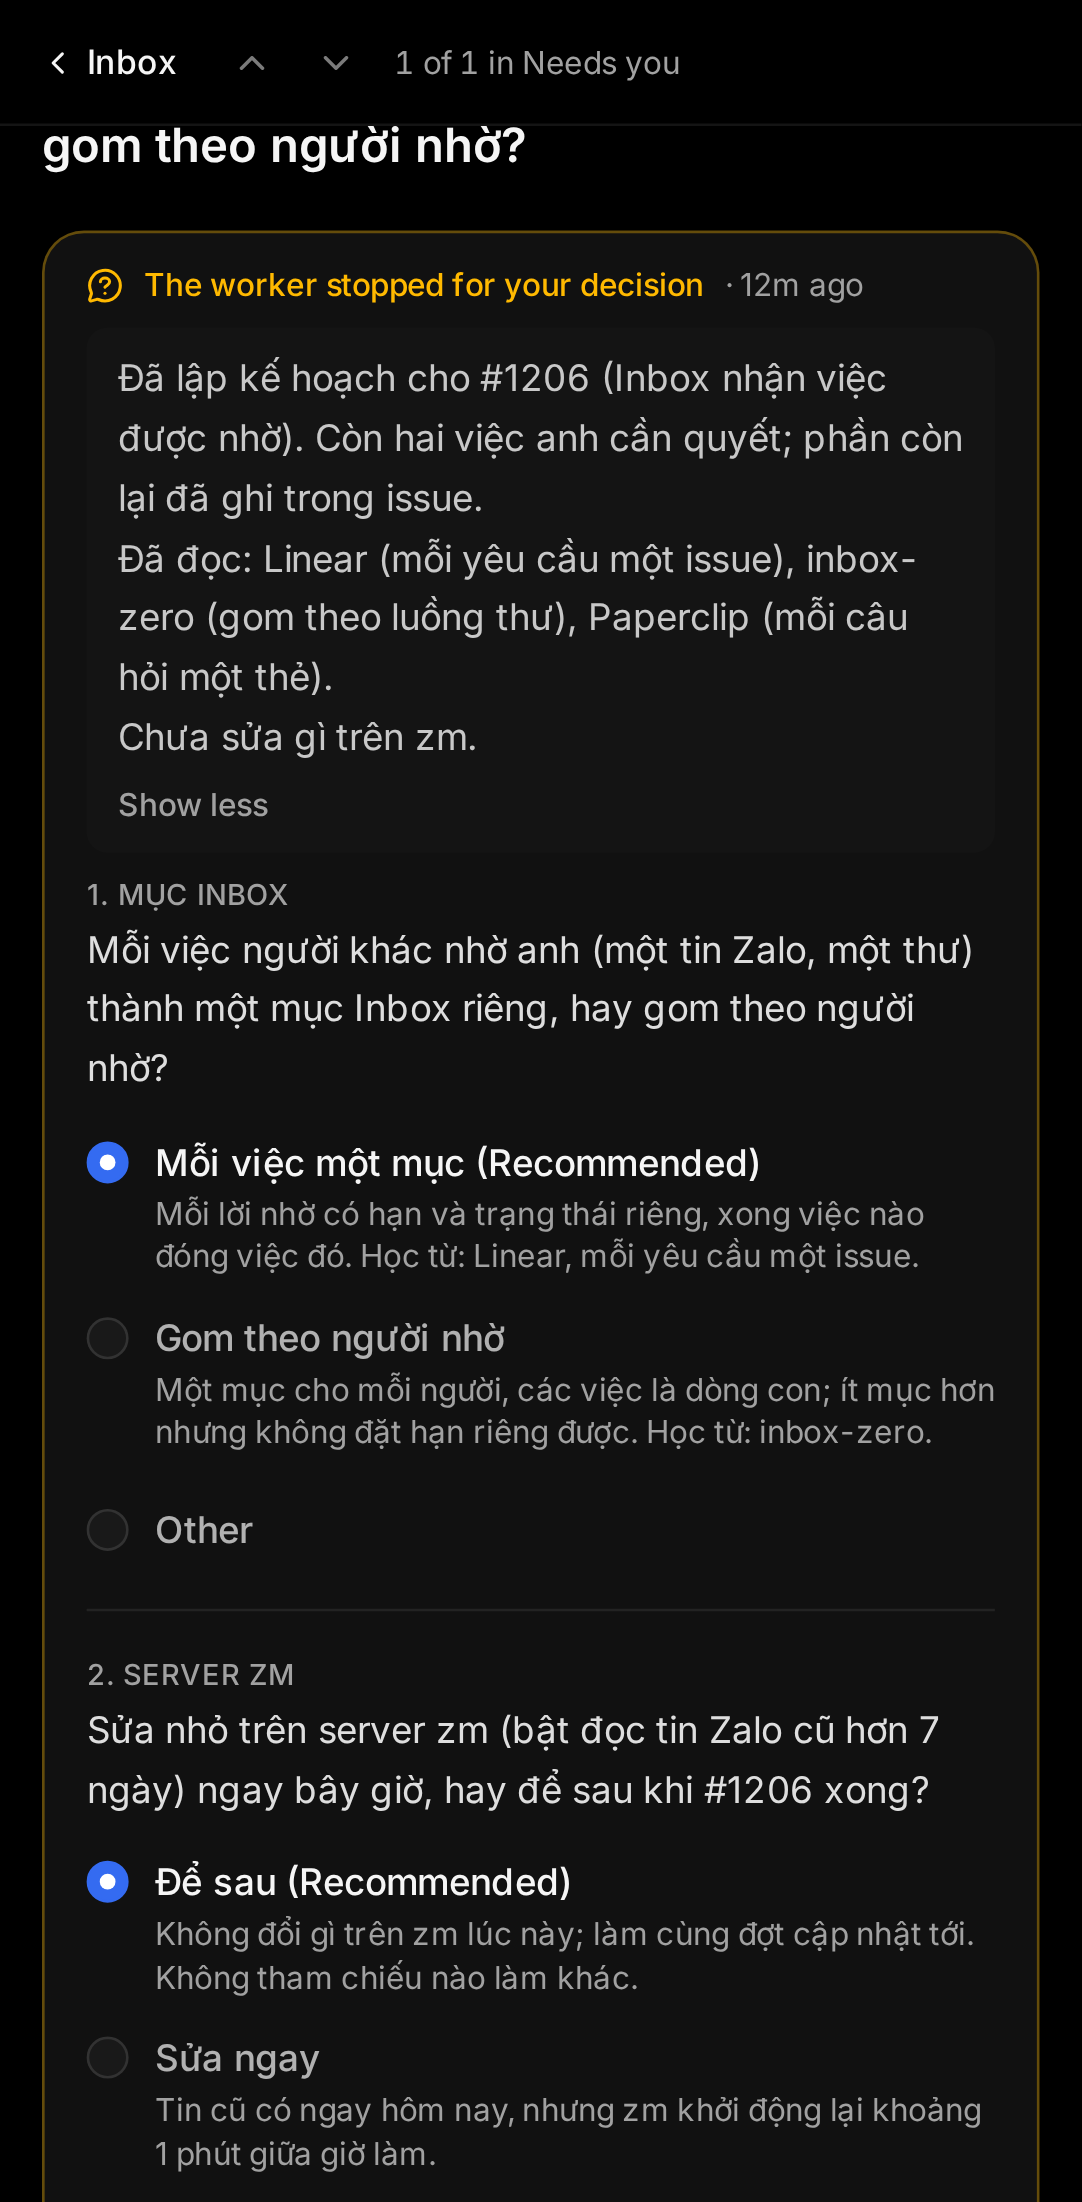 Inbox
1 of 1 in Needs you
gom theo người nhờ?
The worker stopped for your decision · 12m ago
Đã lập kế hoạch cho #1206 (Inbox nhận việc
được nhờ). Còn hai việc anh cần quyết; phần còn
lại đã ghi trong issue.
Đã đọc: Linear (mỗi yêu cầu một issue), inbox-
zero (gom theo luồng thư), Paperclip (mỗi câu
hỏi một thẻ).
Chưa sửa gì trên zm.
Show less
1. MỤC INBOX
Mỗi việc người khác nhờ anh (một tin Zalo, một thư)
thành một mục Inbox riêng, hay gom theo người
nhờ?
Mỗi việc một mục (Recommended)
Mỗi lời nhờ có hạn và trạng thái riêng, xong việc nào
đóng việc đó. Học từ: Linear, mỗi yêu cầu một issue.
Gom theo người nhờ
Một mục cho mỗi người, các việc là dòng con; ít mục hơn
nhưng không đặt hạn riêng được. Học từ: inbox-zero.
Other
2. SERVER ZM
Sửa nhỏ trên server zm (bật đọc tin Zalo cũ hơn 7
ngày) ngay bây giờ, hay để sau khi #1206 xong?
Để sau (Recommended)
Không đổi gì trên zm lúc này; làm cùng đợt cập nhật tới.
Không tham chiếu nào làm khác.
Sửa ngay
Tin cũ có ngay hôm nay, nhưng zm khởi động lại khoảng
1 phút giữa giờ làm.